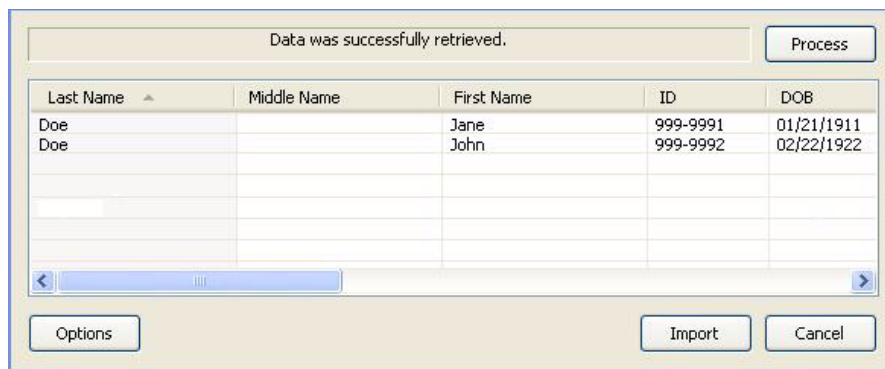 Data was successfully retrieved.
Process
Last Name Middle Name First Name ID DOB
Doe Jane 999-9991 01/21/1911
Doe John 999-9992 02/22/1922
Options Import Cancel